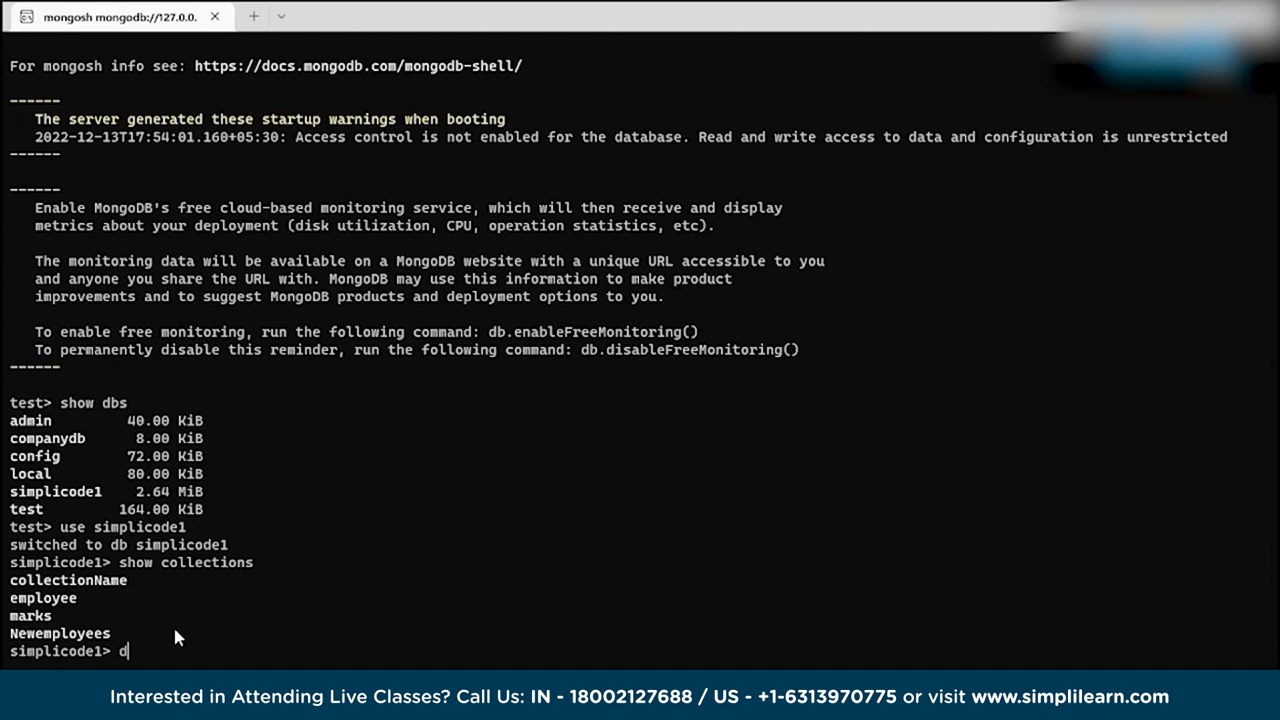 mongosh mongodb://127.0.0.
For mongosh info see: https://docs.mongodb.com/mongodb-shell/
------
The server generated these startup warnings when booting
2022-12-13T17:54:01.160+05:30: Access control is not enabled for the database. Read and write access to data and configuration is unrestricted
------
------
Enable MongoDB's free cloud-based monitoring service, which will then receive and display
metrics about your deployment (disk utilization, CPU, operation statistics, etc).
The monitoring data will be available on a MongoDB website with a unique URL accessible to you
and anyone you share the URL with. MongoDB may use this information to make product
improvements and to suggest MongoDB products and deployment options to you.
To enable free monitoring, run the following command: db.enableFreeMonitoring()
To permanently disable this reminder, run the following command: db.disableFreeMonitoring()
------
test> show dbs
admin 40.00 KiB
companydb 8.00 KiB
config 72.00 KiB
local 80.00 KiB
simplicode1 2.64 MiB
test 164.00 KiB
test> use simplicode1
switched to db simplicode1
simplicode1> show collections
collectionName
employee
marks
Newemployees
simplicode1> d
Interested in Attending Live Classes? Call Us: IN - 18002127688 / US - +1-6313970775 or visit www.simplilearn.com